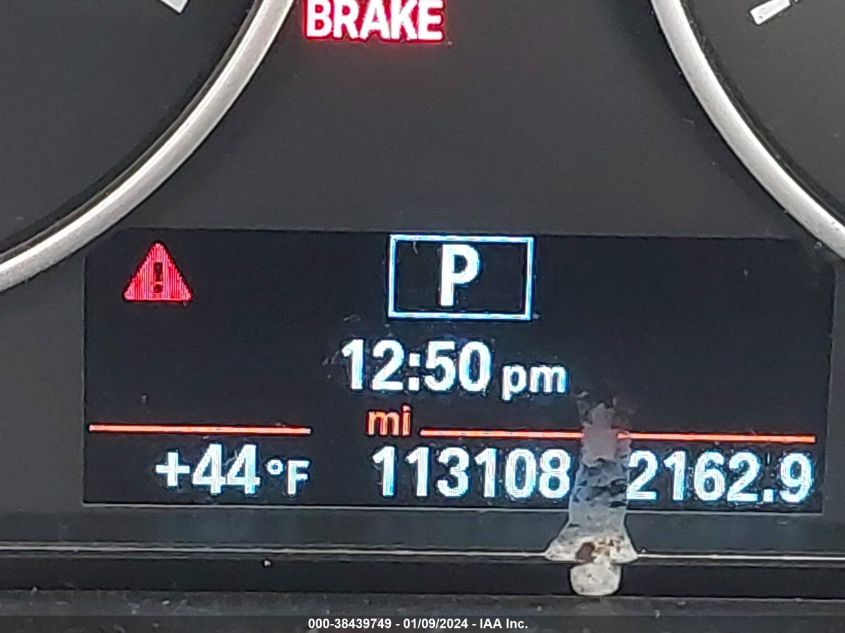 BRAKE
P
12:50 pm
mi
+44°F 113108 2162.9
000-38439749 - 01/09/2024 - IAA Inc.